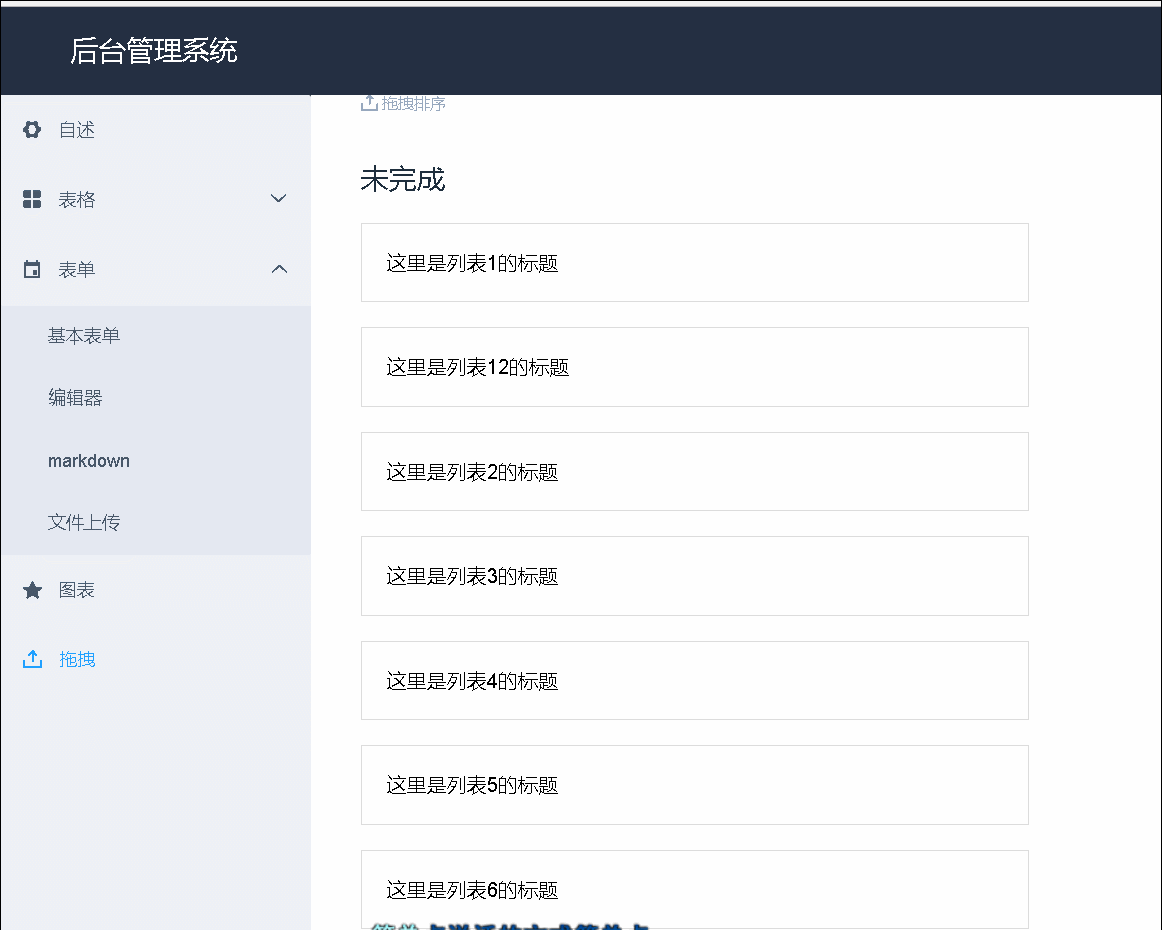 后台管理系统
拖拽排序
自述
表格
表单
基本表单
编辑器
markdown
文件上传
图表
拖拽
未完成
这里是列表1的标题
这里是列表12的标题
这里是列表2的标题
这里是列表3的标题
这里是列表4的标题
这里是列表5的标题
这里是列表6的标题